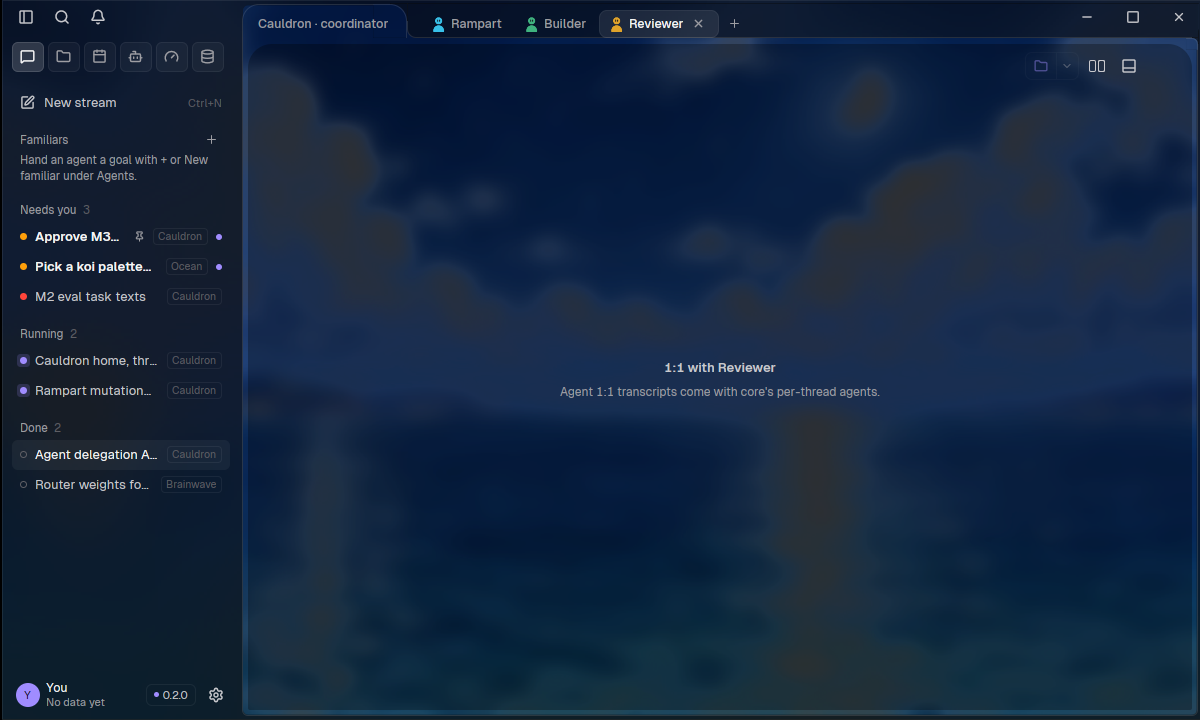 Cauldron · coordinator
Rampart
Builder
Reviewer
New stream
Ctrl+N
Familiars
Hand an agent a goal with + or New
familiar under Agents.
Needs you 3
Approve M3... Cauldron
Pick a koi palette... Ocean
M2 eval task texts Cauldron
Running 2
Cauldron home, thr... Cauldron
Rampart mutation... Cauldron
Done 2
Agent delegation A... Cauldron
Router weights fo... Brainwave
1:1 with Reviewer
Agent 1:1 transcripts come with core's per-thread agents.
Y
You
No data yet
0.2.0